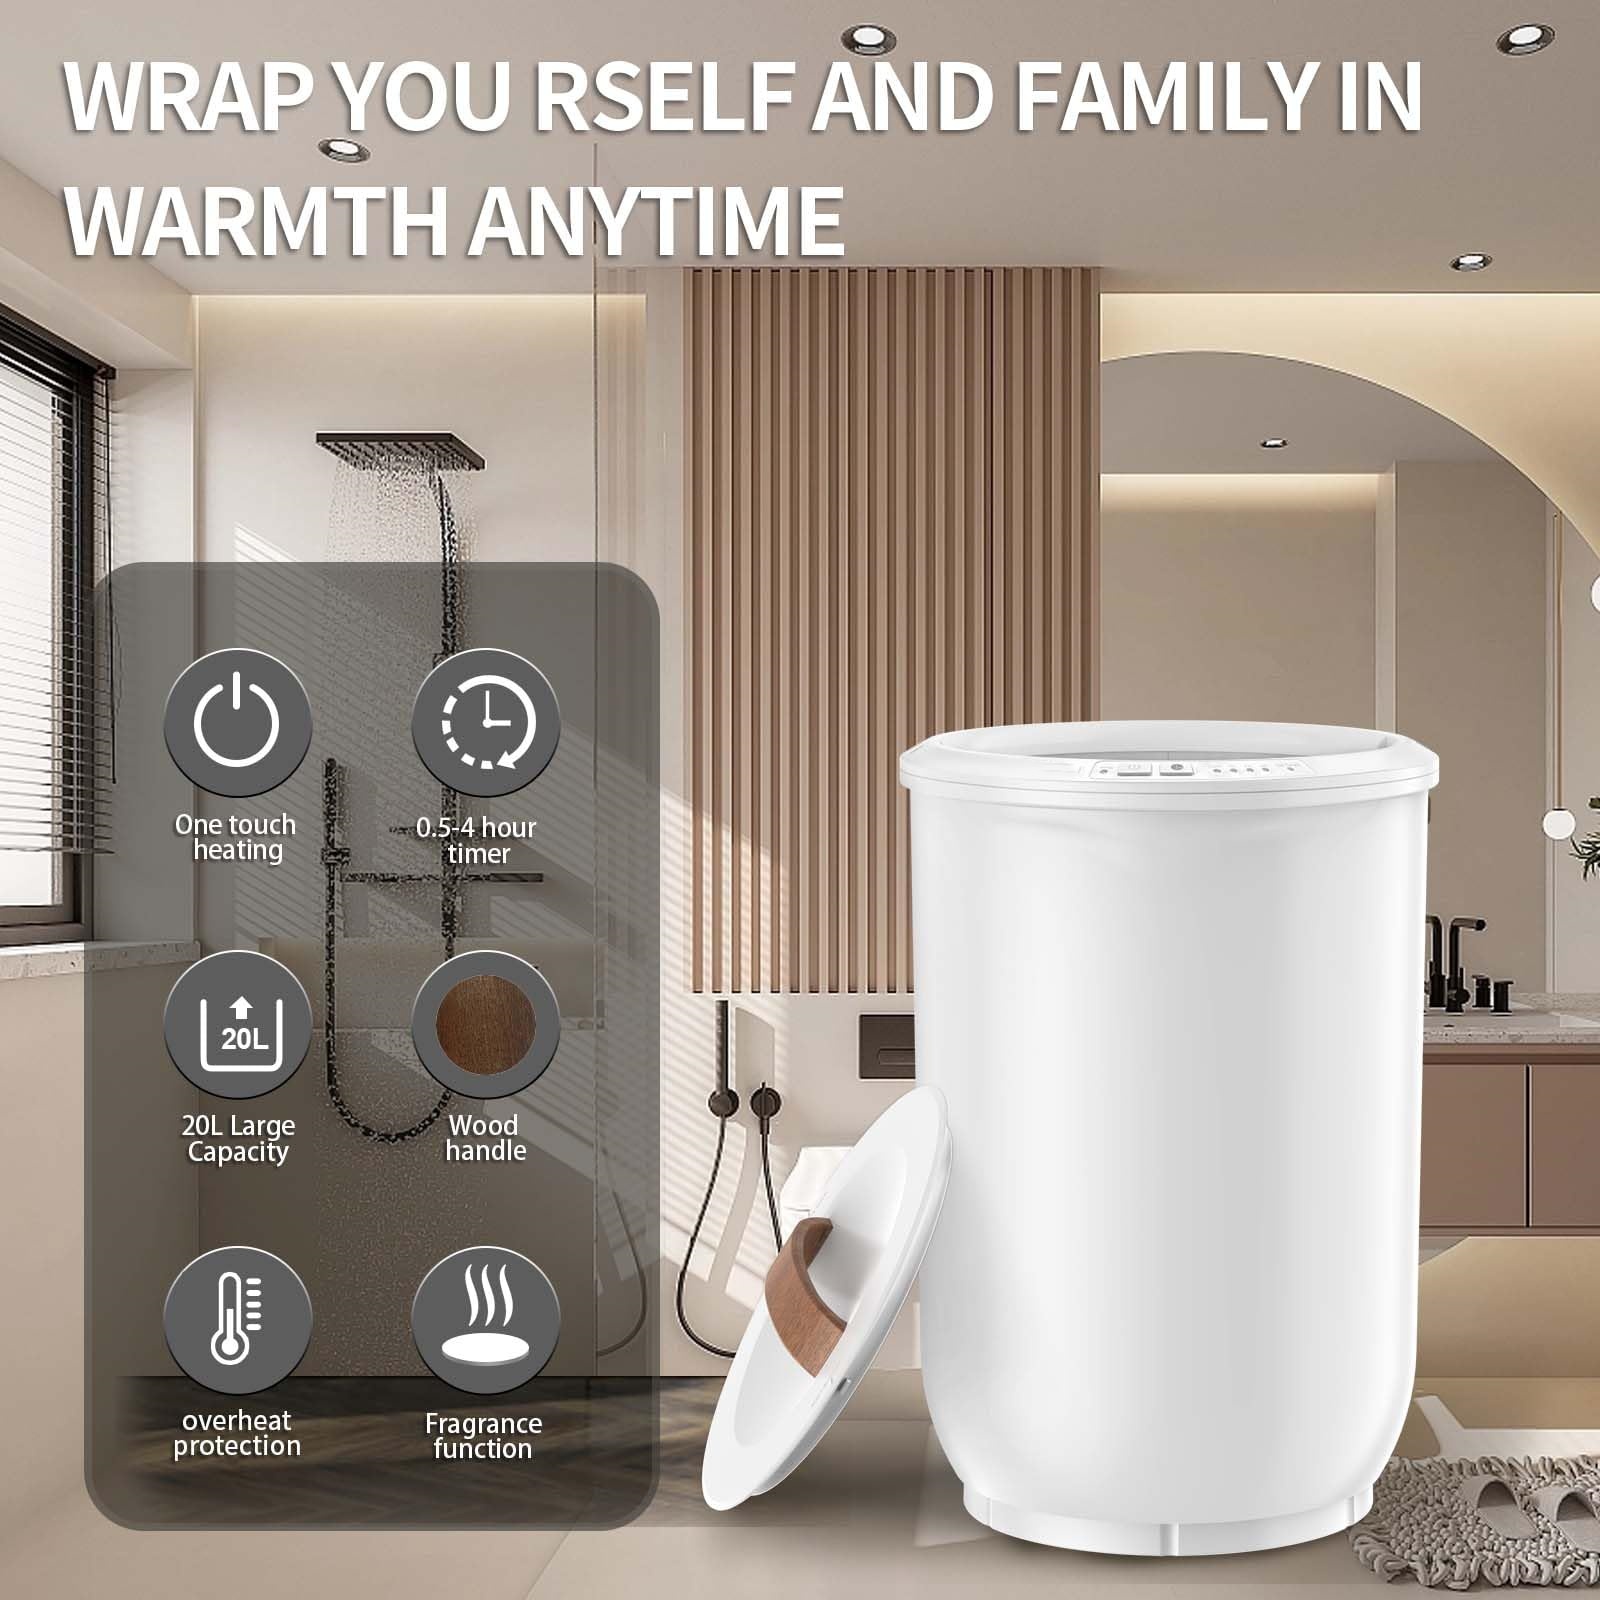 WRAP YOU RSELF AND FAMILY IN
WARMTH ANYTIME
One touch
heating
0.5-4 hour
timer
20L
20L Large
Capacity
Wood
handle
overheat
protection
Fragrance
function